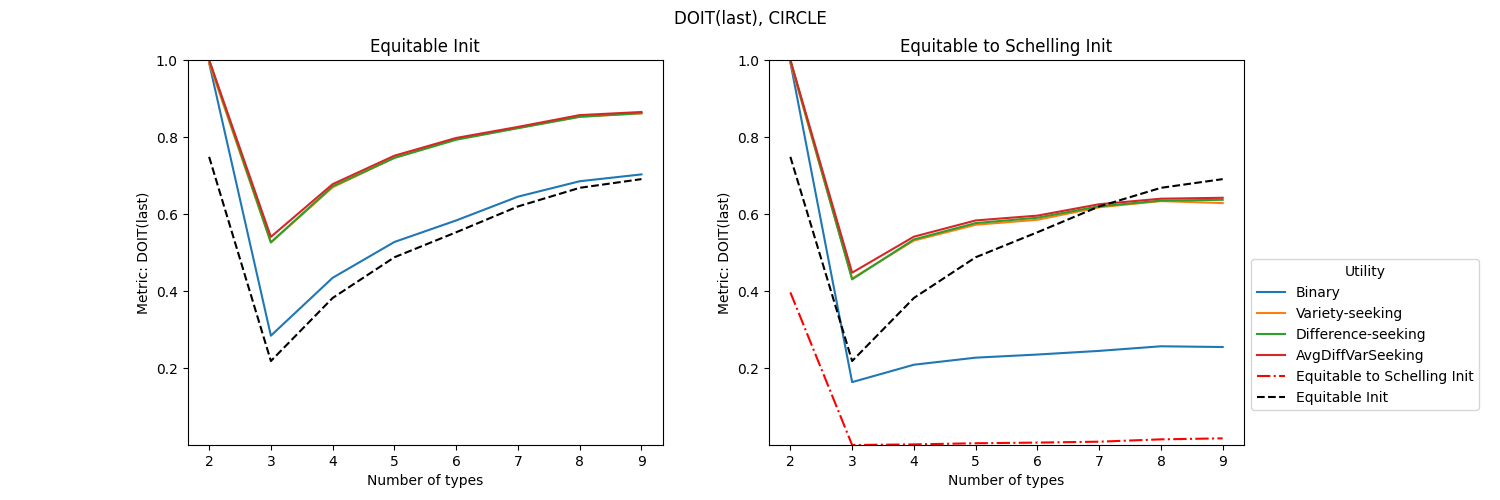 DOIT(last), CIRCLE
Equitable Init
Metric: DOIT(last)
1.0
0.8
0.6
0.4
0.2
2 3 4 5 6 7 8 9
Number of types
Equitable to Schelling Init
Metric: DOIT(last)
1.0
0.8
0.6
0.4
0.2
2 3 4 5 6 7 8 9
Number of types
Utility
Binary
Variety-seeking
Difference-seeking
AvgDiffVarSeeking
Equitable to Schelling Init
Equitable Init